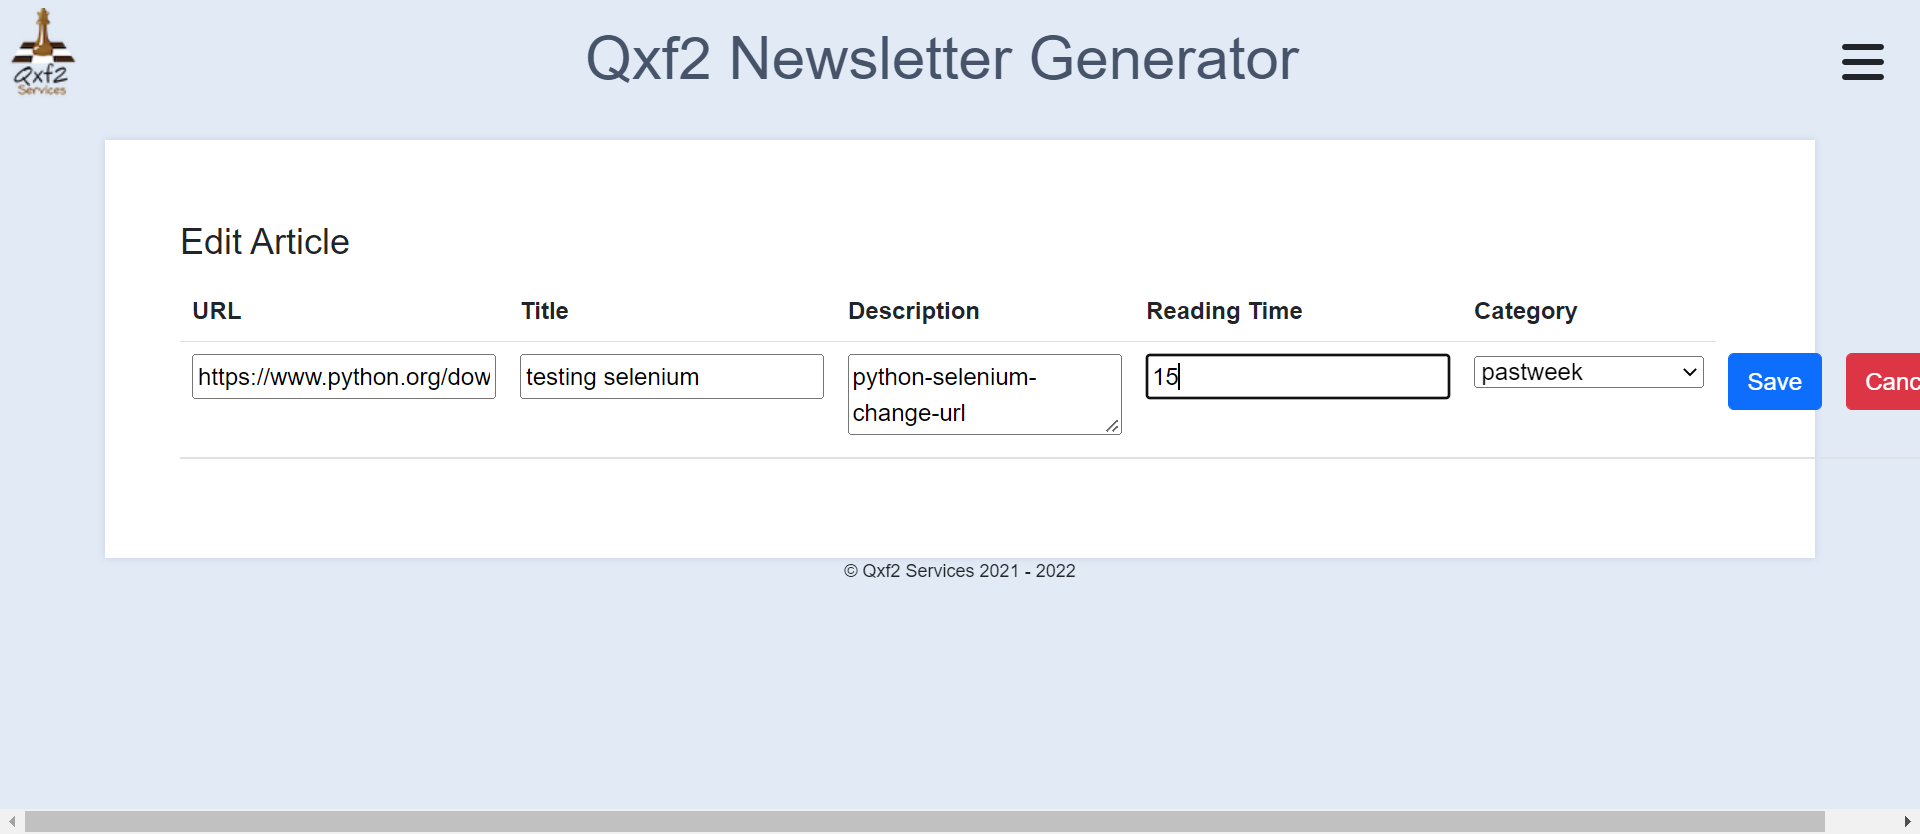 Qxf2
Services
Qxf2 Newsletter Generator
Edit Article
URL Title Description Reading Time Category
https://www.python.org/dow testing selenium python-selenium- 15 pastweek Save Canc
change-url
© Qxf2 Services 2021 - 2022